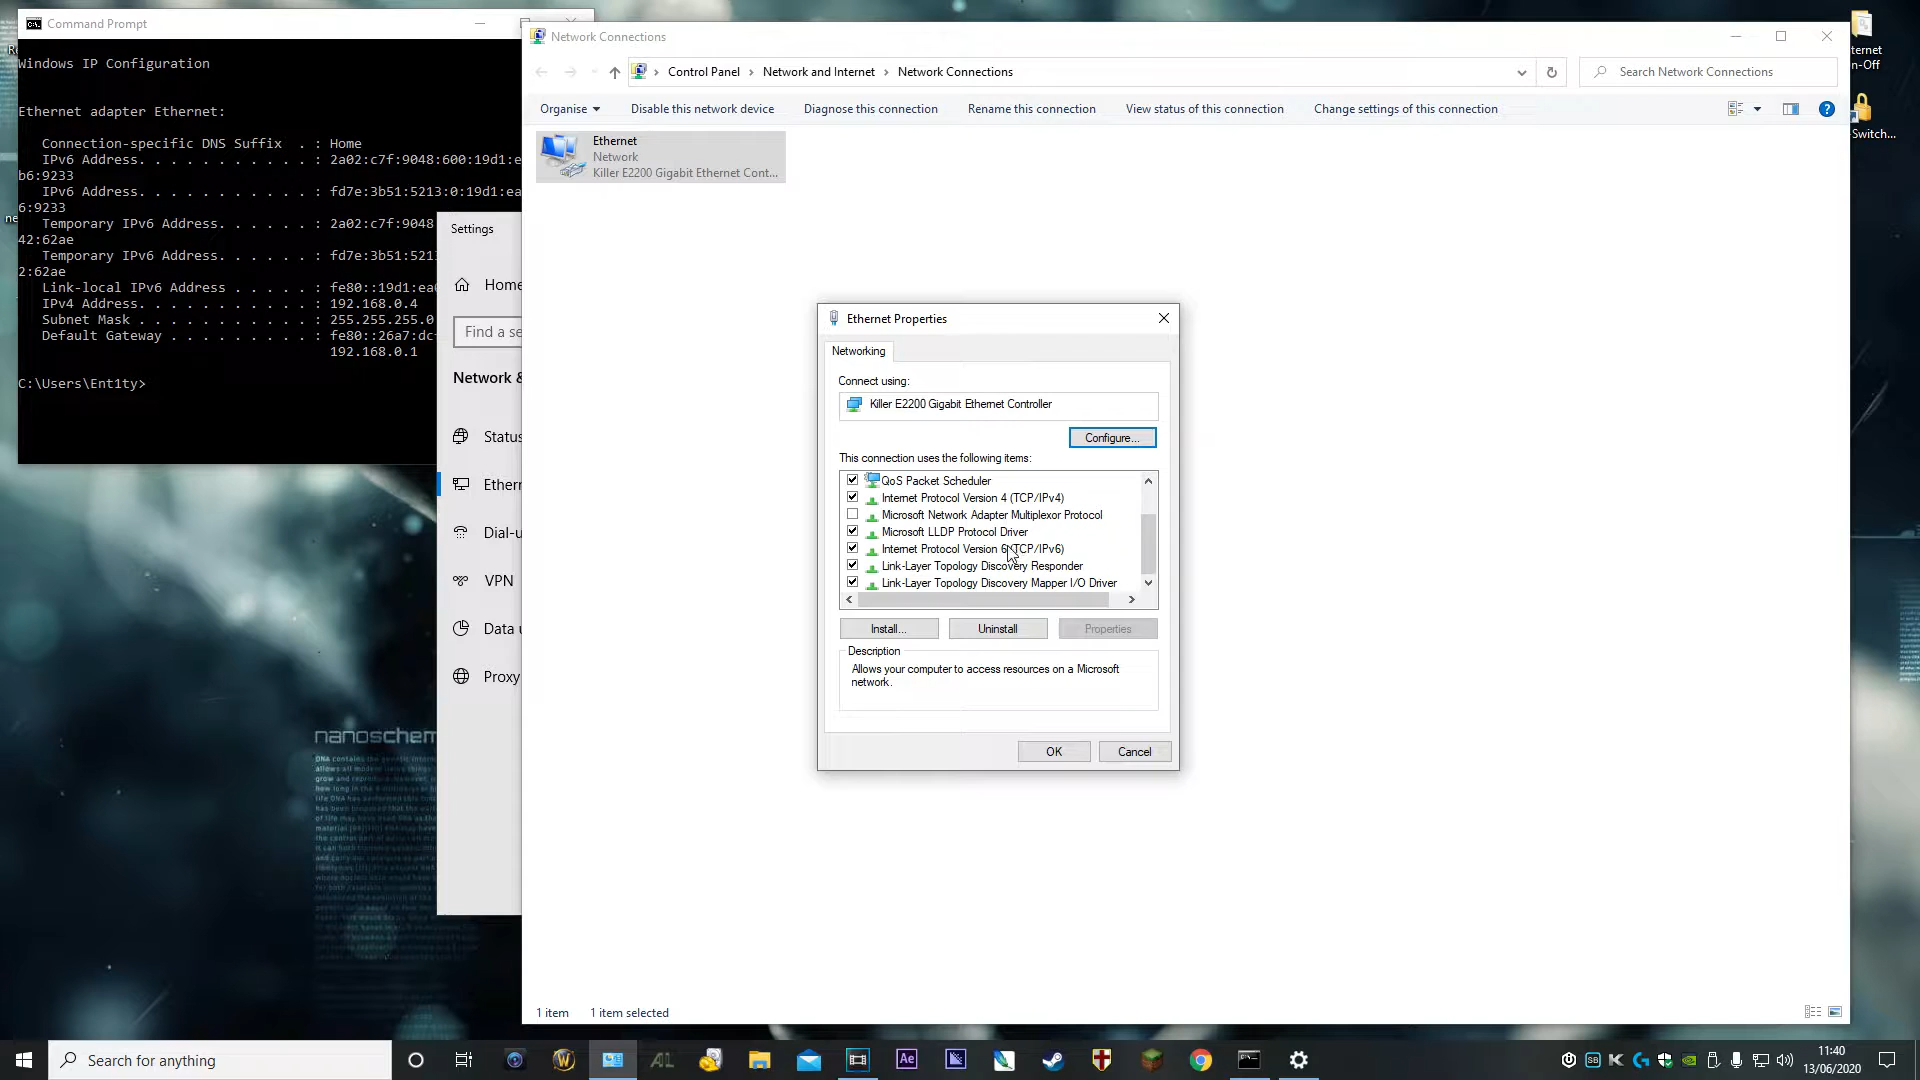 Command Prompt
Windows IP Configuration
Ethernet adapter Ethernet:
Connection-specific DNS Suffix . : Home
IPv6 Address. . . . . . . . . . . : 2a02:c7f:9048:600:19d1:e
b6:9233
IPv6 Address. . . . . . . . . . . : fd7e:3b51:5213:0:19d1:ea
6:9233
Temporary IPv6 Address. . . . . . : 2a02:c7f:9048
42:62ae
Temporary IPv6 Address. . . . . . : fd7e:3b51:521
2:62ae
Link-local IPv6 Address . . . . . : fe80::19d1:ea
IPv4 Address. . . . . . . . . . . : 192.168.0.4
Subnet Mask . . . . . . . . . . . : 255.255.255.0
Default Gateway . . . . . . . . . : fe80::26a7:dc
192.168.0.1
C:\Users\Ent1ty>
Settings
Home
Find a se
Network &
Status
Ether
Dial-u
VPN
Data u
Proxy
nanoschem
Network Connections
Control Panel > Network and Internet > Network Connections
Search Network Connections
Organise
Disable this network device
Diagnose this connection
Rename this connection
View status of this connection
Change settings of this connection
Ethernet
Network
Killer E2200 Gigabit Ethernet Cont...
Ethernet Properties
Networking
Connect using:
Killer E2200 Gigabit Ethernet Controller
Configure...
This connection uses the following items:
QoS Packet Scheduler
Internet Protocol Version 4 (TCP/IPv4)
Microsoft Network Adapter Multiplexor Protocol
Microsoft LLDP Protocol Driver
Internet Protocol Version 6 (TCP/IPv6)
Link-Layer Topology Discovery Responder
Link-Layer Topology Discovery Mapper I/O Driver
Install...
Uninstall
Properties
Description
Allows your computer to access resources on a Microsoft
network.
OK
Cancel
1 item
1 item selected
ternet
n-Off
-Switch...
Search for anything
11:40
13/06/2020